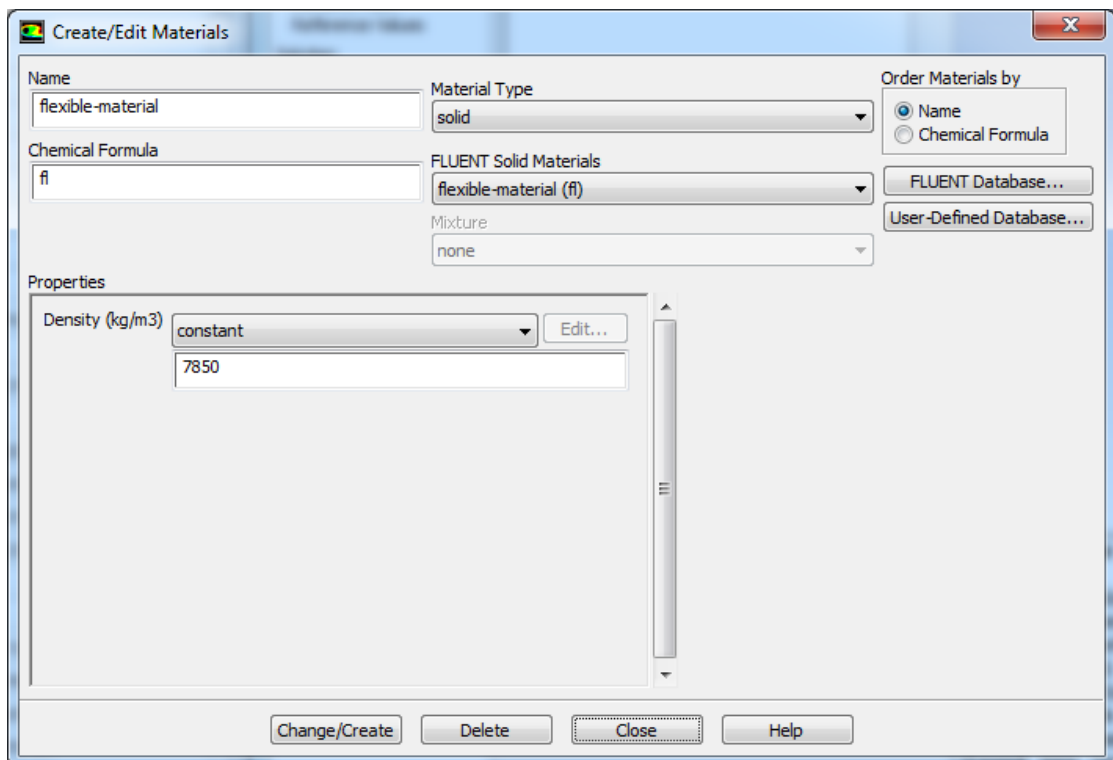 Create/Edit Materials
Name
flexible-material
Chemical Formula
fl
Material Type
solid
FLUENT Solid Materials
flexible-material (fl)
Mixture
none
Order Materials by
Name
Chemical Formula
FLUENT Database...
User-Defined Database...
Properties
Density (kg/m3)
constant
Edit...
7850
Change/Create
Delete
Close
Help